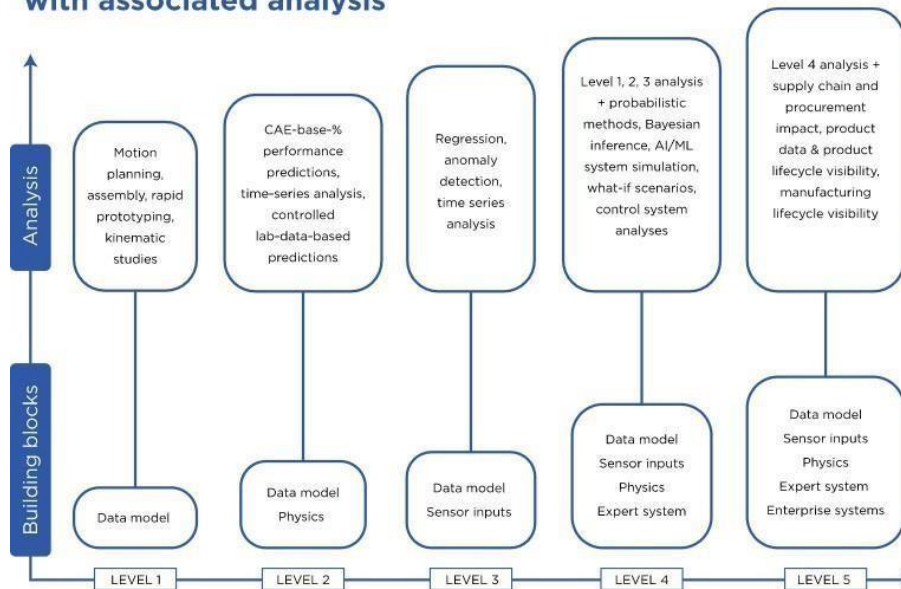 with associated analysis
Analysis
Motion
planning,
assembly, rapid
prototyping,
kinematic
studies
CAE-base-%
performance
predictions,
time-series analysis,
controlled
lab-data-based
predictions
Regression,
anomaly
detection,
time series
analysis
Level 1, 2, 3 analysis
+ probabilistic
methods, Bayesian
inference, AI/ML
system simulation,
what-if scenarios,
control system
analyses
Level 4 analysis +
supply chain and
procurement
impact, product
data & product
lifecycle visibility,
manufacturing
lifecycle visibility
Building blocks
Data model
Data model
Physics
Data model
Sensor inputs
Data model
Sensor inputs
Physics
Expert system
Data model
Sensor inputs
Physics
Expert system
Enterprise systems
LEVEL 1
LEVEL 2
LEVEL 3
LEVEL 4
LEVEL 5